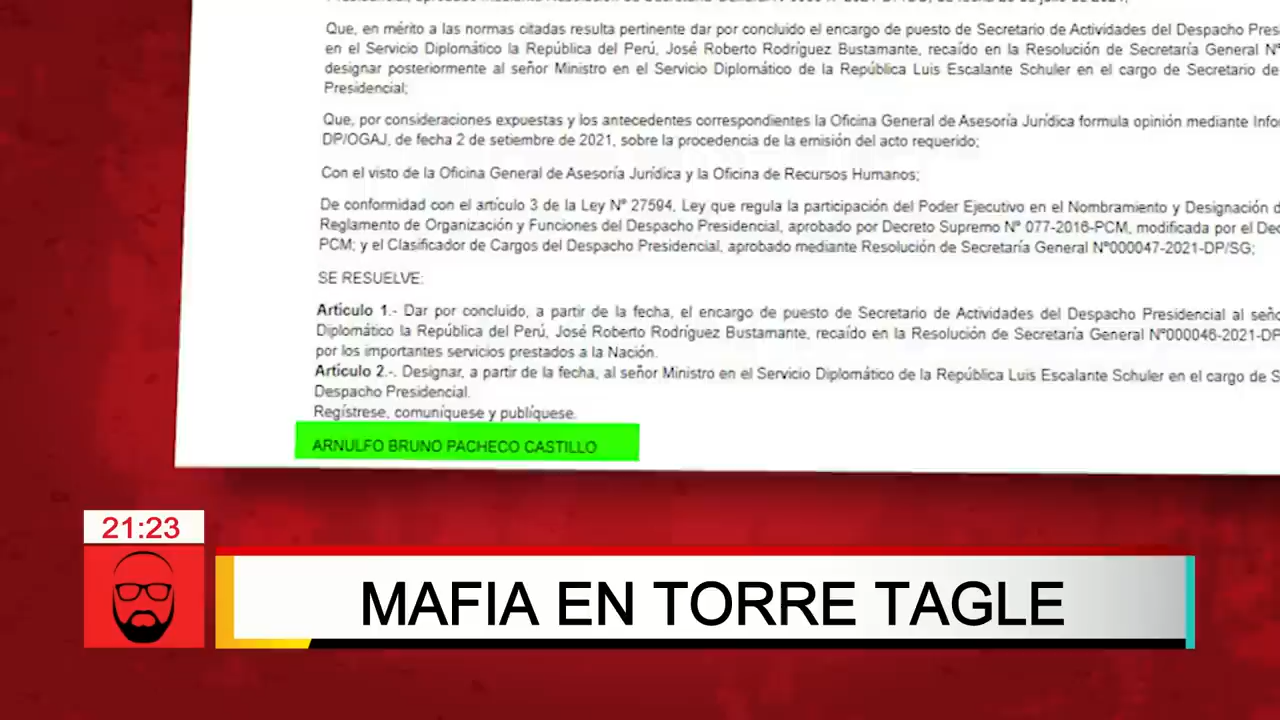 Que, en mérito a las normas citadas resulta pertinente dar por concluido el encargo de puesto de Secretario de Actividades del Despacho
en el Servicio Diplomático la República del Perú, José Roberto Rodríguez Bustamante, recaído en la Resolución de Secretaría General
designar posteriormente al señor Ministro en el Servicio Diplomático de la República Luis Escalante Schuler en el cargo de Secretario de
Presidencial;
Que, por consideraciones expuestas y los antecedentes correspondientes la Oficina General de Asesoría Jurídica formula opinión mediante
DP/OGAJ, de fecha 2 de setiembre de 2021, sobre la procedencia de la emisión del acto requerido;
Con el visto de la Oficina General de Asesoría Jurídica y la Oficina de Recursos Humanos;
De conformidad con el artículo 3 de la Ley Nº 27594, Ley que regula la participación del Poder Ejecutivo en el Nombramiento y Designación
Reglamento de Organización y Funciones del Despacho Presidencial, aprobado por Decreto Supremo Nº 077-2016-PCM, modificada por el
PCM; y el Clasificador de Cargos del Despacho Presidencial, aprobado mediante Resolución de Secretaría General Nº000047-2021-DP/SG;
SE RESUELVE:
Artículo 1.- Dar por concluido, a partir de la fecha, el encargo de puesto de Secretario de Actividades del Despacho Presidencial al
Diplomático la República del Perú, José Roberto Rodríguez Bustamante, recaído en la Resolución de Secretaría General Nº000046-2021-DP
por los importantes servicios prestados a la Nación.
Artículo 2.-. Designar, a partir de la fecha, al señor Ministro en el Servicio Diplomático de la República Luis Escalante Schuler en el cargo de
Despacho Presidencial.
Regístrese, comuníquese y publíquese.
ARNULFO BRUNO PACHECO CASTILLO
21:23
MAFIA EN TORRE TAGLE